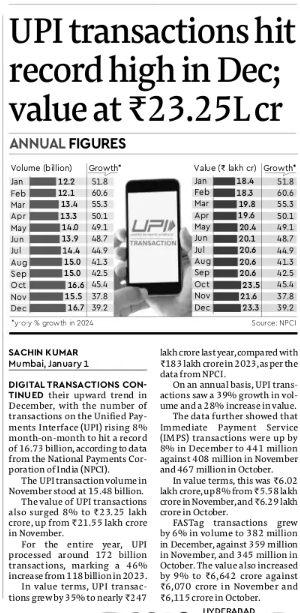 UPI transactions hit
record high in Dec;
value at ₹23.25L cr
ANNUAL FIGURES
Volume (billion) Growth*
Jan 12.2 51.8
Feb 12.1 60.6
Mar 13.4 55.3
Apr 13.3 50.1
May 14.0 49.1
Jun 13.9 48.7
Jul 14.4 44.9
Aug 15.0 41.3
Sep 15.0 42.5
Oct 16.6 45.4
Nov 15.5 37.8
Dec 16.7 39.2
*y-o-y % growth in 2024
UPI
TRANSACTION
Value (₹ lakh cr) Growth*
Jan 18.4 51.8
Feb 18.3 60.6
Mar 19.8 55.3
Apr 19.6 50.1
May 20.4 49.1
Jun 20.1 48.7
Jul 20.6 44.9
Aug 20.6 41.3
Sep 20.6 42.5
Oct 23.5 45.4
Nov 21.6 37.8
Dec 23.3 39.2
Source: NPCI
SACHIN KUMAR
Mumbai, January 1
DIGITAL TRANSACTIONS CON-
TINUED their upward trend in
December, with the number of
transactions on the Unified Pay-
ments Interface (UPI) rising 8%
month-on-month to hit a record
of 16.73 billion, according to data
from the National Payments Cor-
poration of India (NPCI).
The UPI transaction volume in
November stood at 15.48 billion.
The value of UPI transactions
also surged 8% to ₹23.25 lakh
crore, up from ₹21.55 lakh crore
in November.
For the entire year, UPI
processed around 172 billion
transactions, marking a 46%
increase from 118 billion in 2023.
In value terms, UPI transac-
tions grew by 35% to nearly ₹247
lakh crore last year, compared with
₹183 lakh crore in 2023, as per the
data from NPCI.
On an annual basis, UPI trans-
actions saw a 39% growth in vol-
ume and a 28% increase in value.
The data further showed that
Immediate Payment Service
(IMPS) transactions were up by
8% in December to 441 million
against 408 million in November
and 467 million in October.
In value terms, this was ₹6.02
lakh crore, up 8% from ₹5.58 lakh
crore in November, and ₹6.29 lakh
crore in October.
FASTag transactions grew
by 6% in volume to 382 million
in December, against 359 million
in November, and 345 million in
October. The value also increased
by 9% to ₹6,642 crore against
₹6,070 crore in November and
₹6,115 crore in October.
HYDERABAD